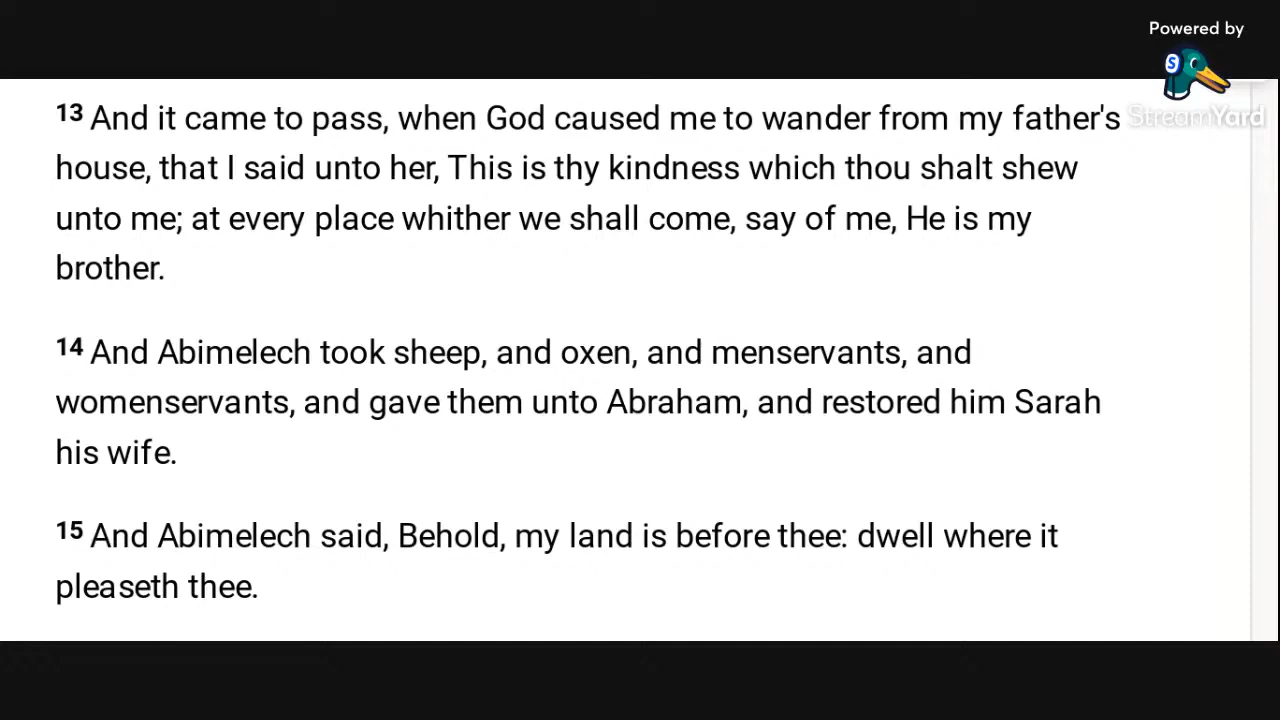 Powered by
S
StreamYard
13 And it came to pass, when God caused me to wander from my father's
house, that I said unto her, This is thy kindness which thou shalt shew
unto me; at every place whither we shall come, say of me, He is my
brother.
14 And Abimelech took sheep, and oxen, and menservants, and
womenservants, and gave them unto Abraham, and restored him Sarah
his wife.
15 And Abimelech said, Behold, my land is before thee: dwell where it
pleaseth thee.